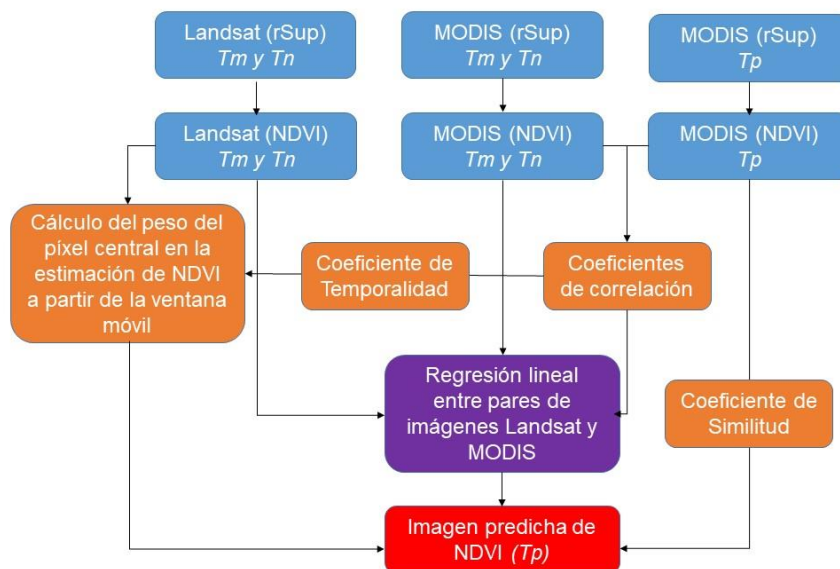 Landsat (rSup)
Tm y Tn
MODIS (rSup)
Tm y Tn
MODIS (rSup)
Tp
Landsat (NDVI)
Tm y Tn
MODIS (NDVI)
Tm y Tn
MODIS (NDVI)
Tp
Cálculo del peso del
píxel central en la
estimación de NDVI
a partir de la ventana
móvil
Coeficiente de
Temporalidad
Coeficientes
de correlación
Regresión lineal
entre pares de
imágenes Landsat y
MODIS
Coeficiente de
Similitud
Imagen predicha de
NDVI (Tp)